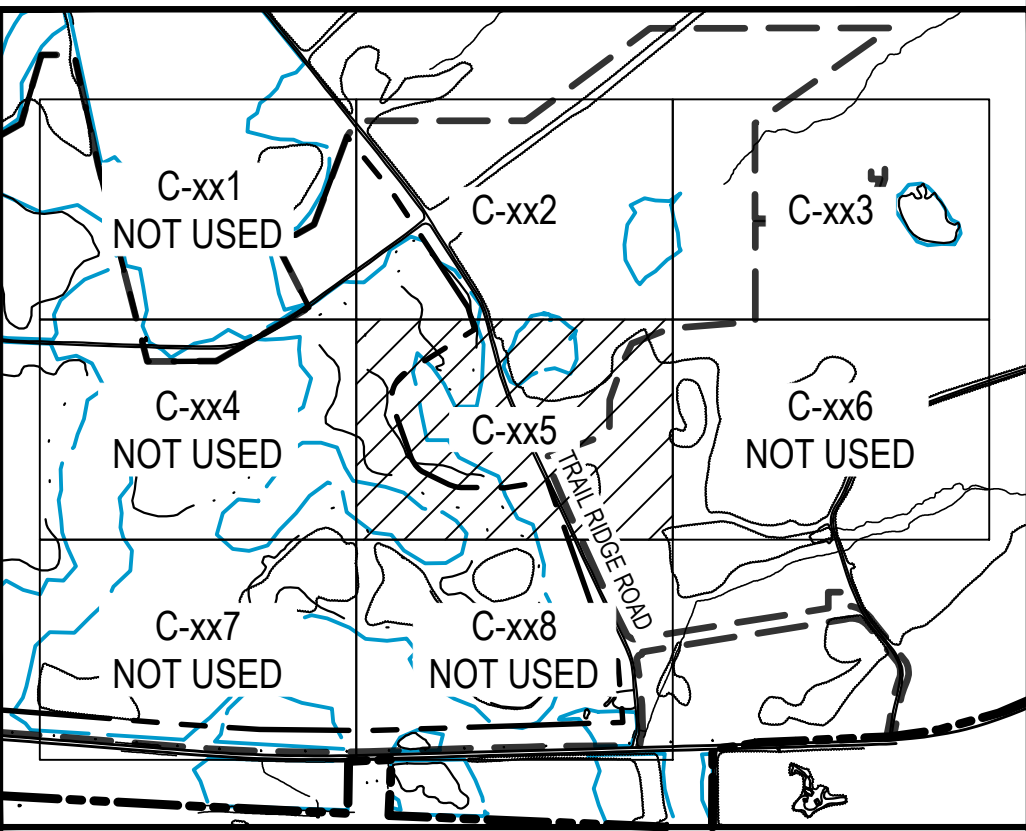 C-xx1
NOT USED
C-xx2
C-xx3
C-xx4
NOT USED
C-xx5
C-xx6
NOT USED
TRAIL RIDGE ROAD
C-xx7
NOT USED
C-xx8
NOT USED